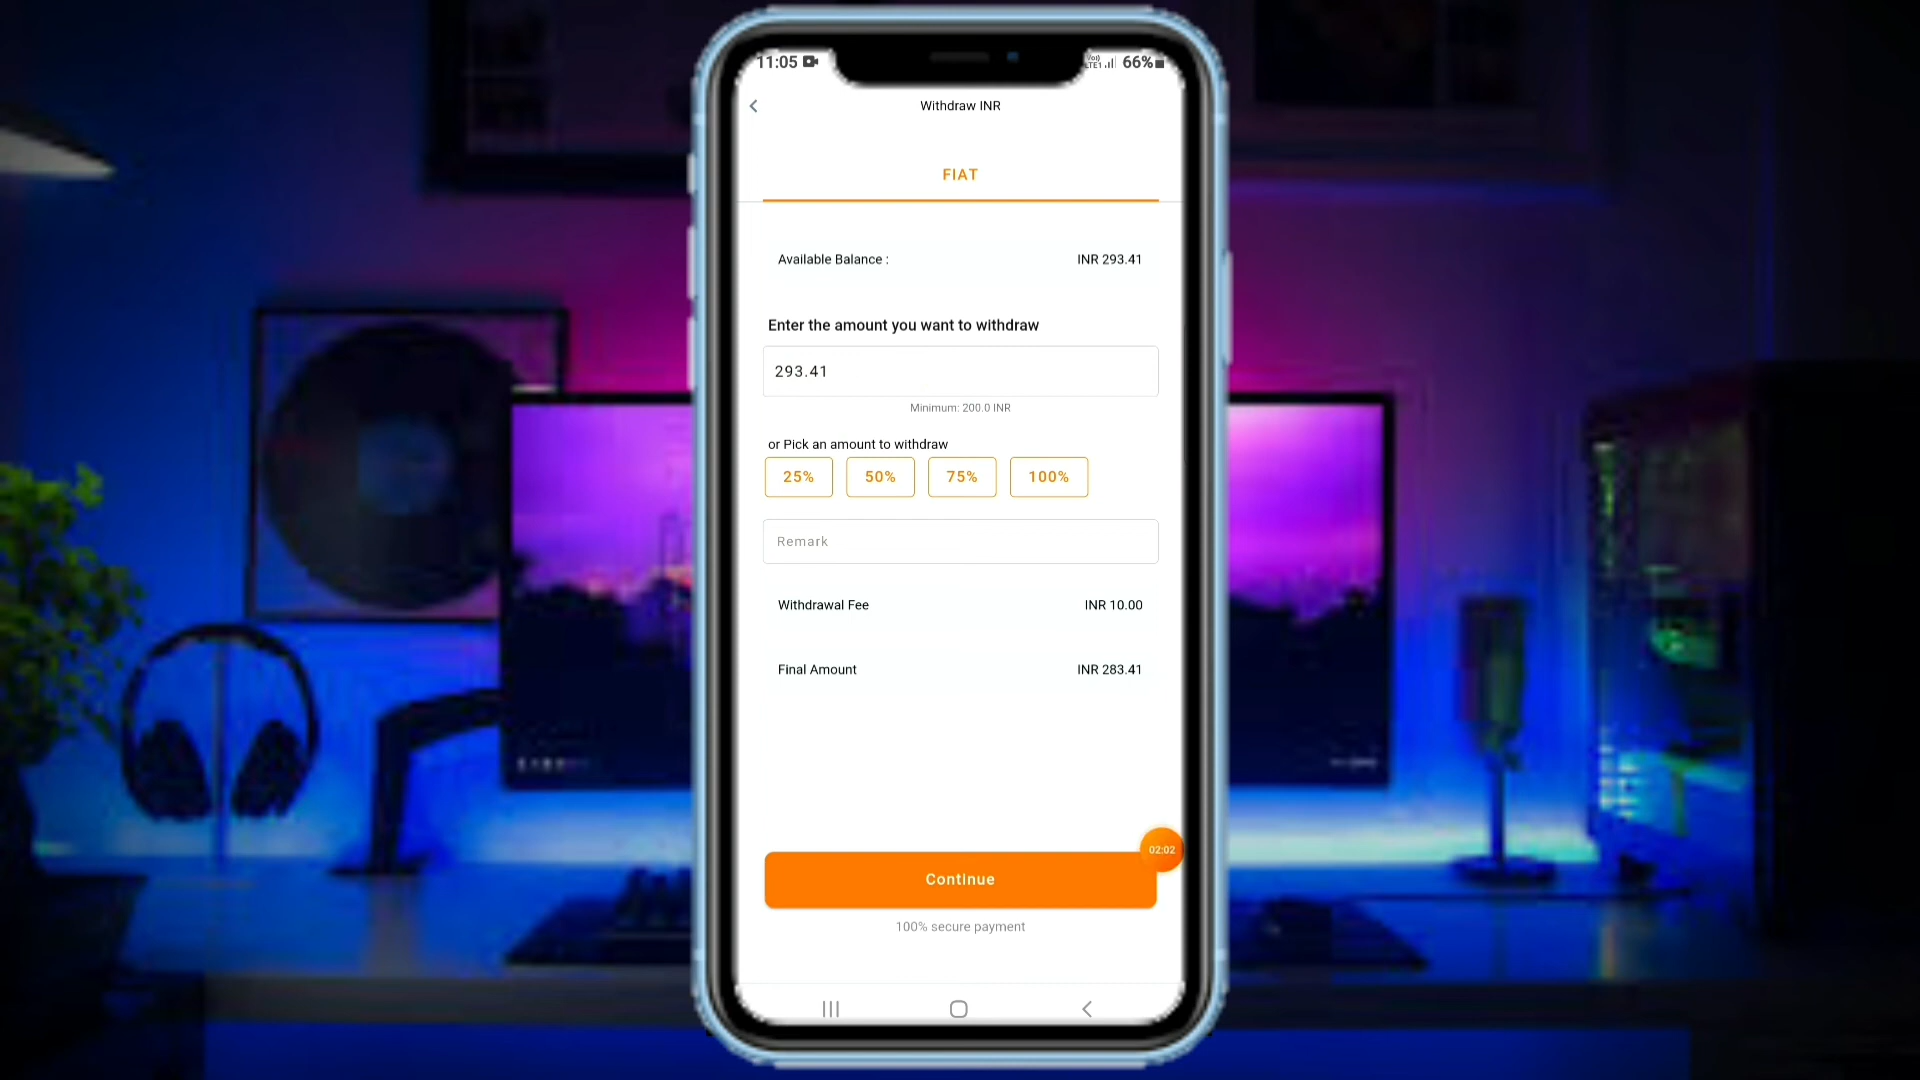 11:05
66%
Withdraw INR
FIAT
Available Balance :
INR 293.41
Enter the amount you want to withdraw
293.41
Minimum: 200.0 INR
or Pick an amount to withdraw
25% 50% 75% 100%
Remark
Withdrawal Fee
INR 10.00
Final Amount
INR 283.41
02:02
Continue
100% secure payment